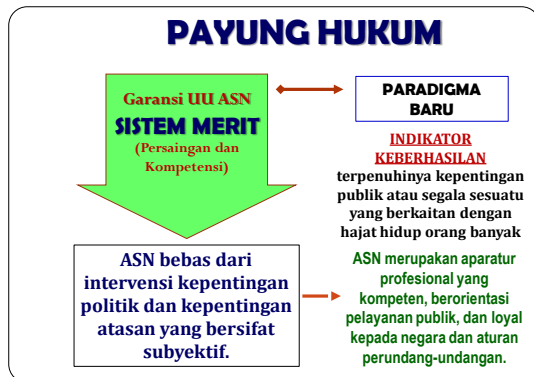 PAYUNG HUKUM
Garansi UU ASN
SISTEM MERIT
(Persaingan dan
Kompetensi)
PARADIGMA
BARU
INDIKATOR
KEBERHASILAN
terpenuhinya kepentingan
publik atau segala sesuatu
yang berkaitan dengan
hajat hidup orang banyak
ASN bebas dari
intervensi kepentingan
politik dan kepentingan
atasan yang bersifat
subyektif.
ASN merupakan aparatur
profesional yang
kompeten, berorientasi
pelayanan publik, dan loyal
kepada negara dan aturan
perundang-undangan.